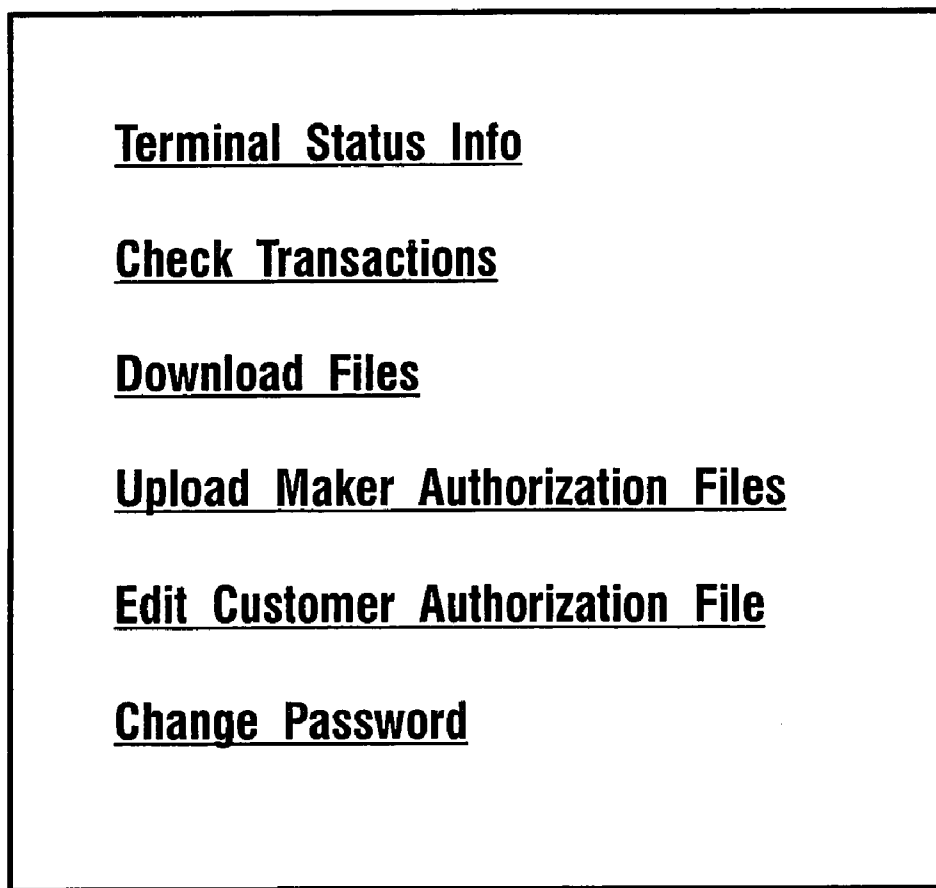 Terminal Status Info
Check Transactions
Download Files
Upload Maker Authorization Files
Edit Customer Authorization File
Change Password